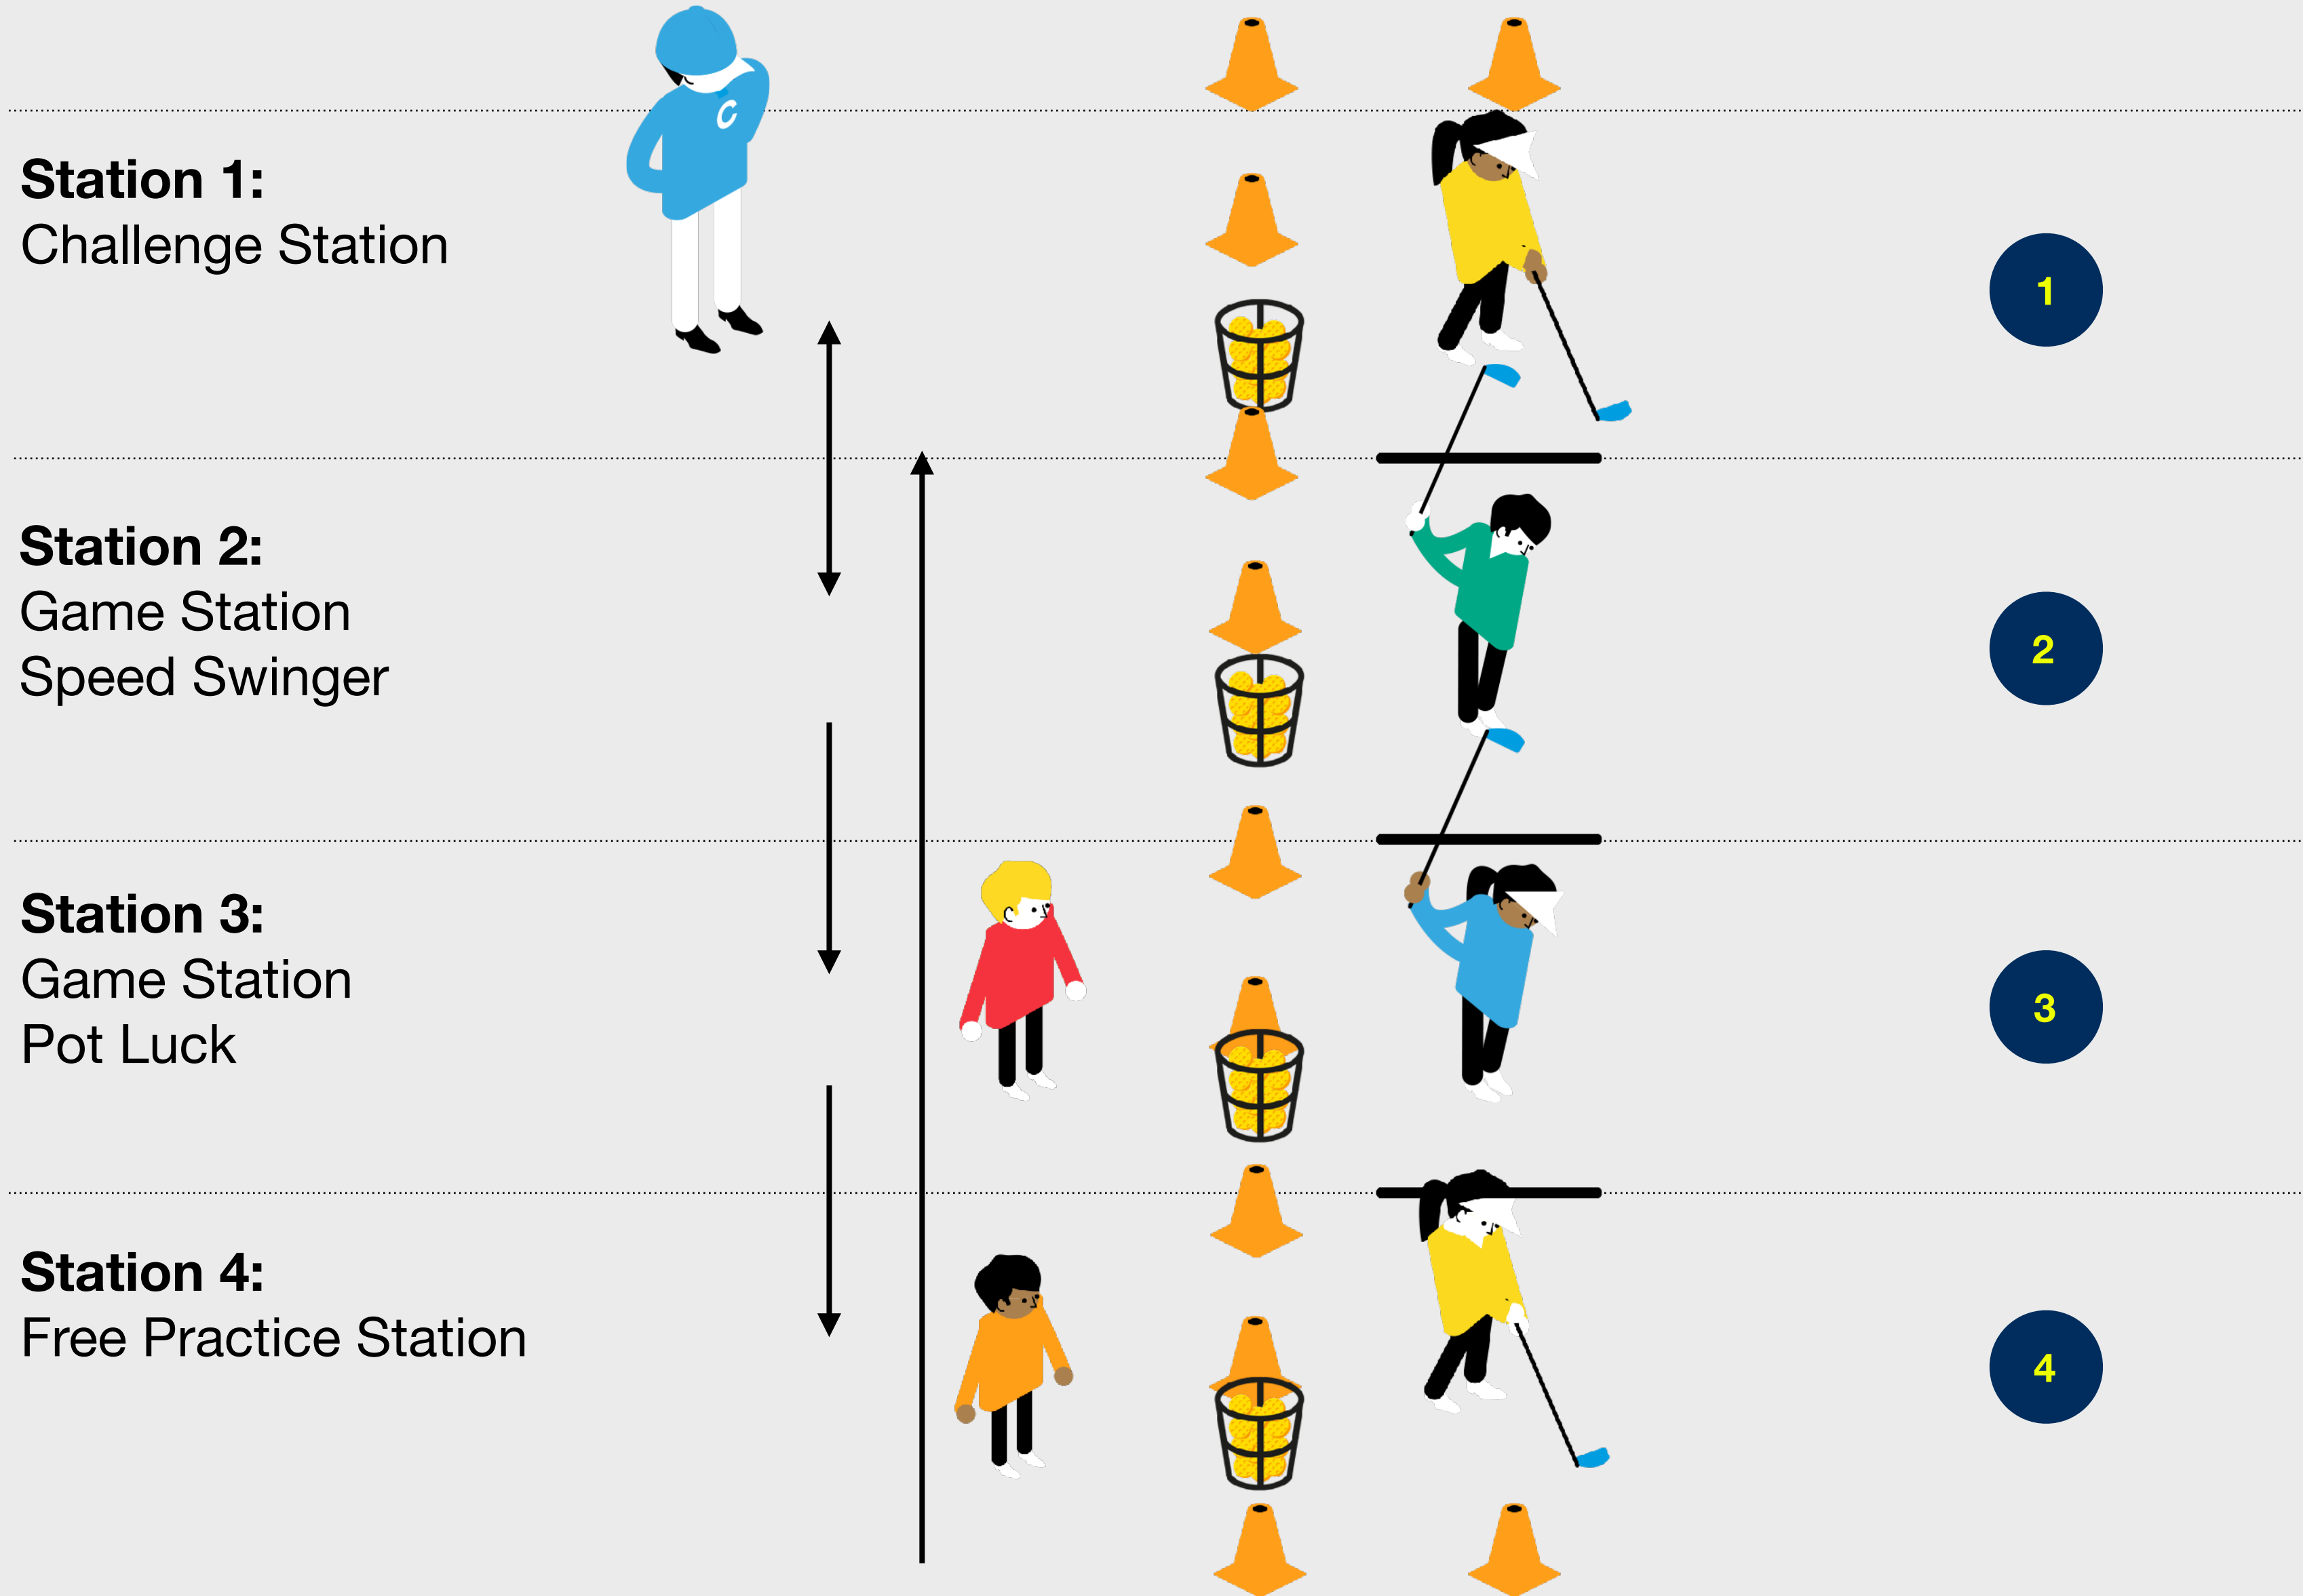 C
Station 1:
Challenge Station
1
Station 2:
Game Station
Speed Swinger
2
Station 3:
Game Station
Pot Luck
3
Station 4:
Free Practice Station
4